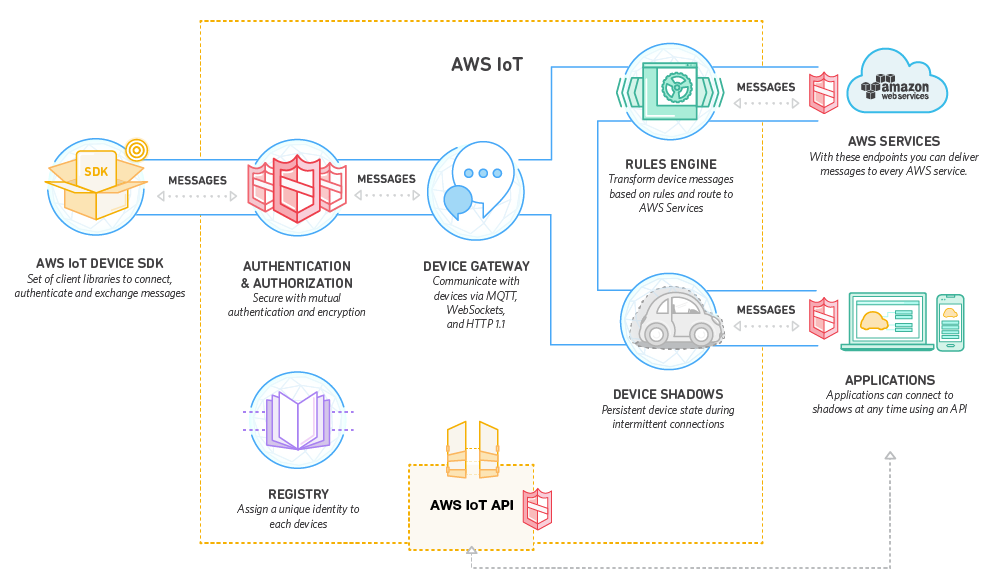 AWS IoT
SDK
MESSAGES
MESSAGES
MESSAGES
amazon
web services
AWS SERVICES
With these endpoints you can deliver
messages to every AWS service.
RULES ENGINE
Transform device messages
based on rules and route to
AWS Services
AWS IoT DEVICE SDK
Set of client libraries to connect,
authenticate and exchange messages
AUTHENTICATION
& AUTHORIZATION
Secure with mutual
authentication and encryption
DEVICE GATEWAY
Communicate with
devices via MQTT,
WebSockets,
and HTTP 1.1
MESSAGES
DEVICE SHADOWS
Persistent device state during
intermittent connections
APPLICATIONS
Applications can connect to
shadows at any time using an API
REGISTRY
Assign a unique identity to
each devices
AWS IoT API